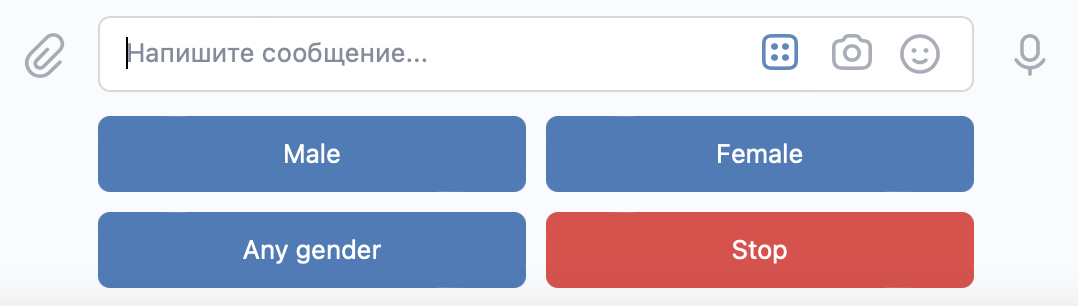 Напишите сообщение...
Male
Female
Any gender
Stop